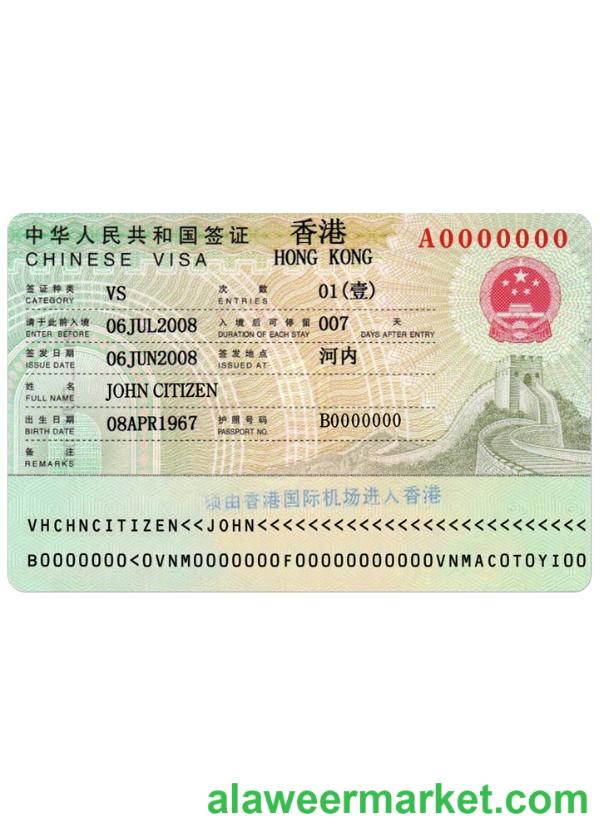 中华人民共和国签证 香港 A0000000
CHINESE VISA HONG KONG
签证种类 VS 次数 01(壹)
CATEGORY ENTRIES
请于此前入境 06JUL2008 入境后可停留 007 天
ENTER BEFORE DURATION OF EACH STAY DAYS AFTER ENTRY
签发日期 06JUN2008 签发地点 河内
ISSUE DATE ISSUED AT
姓名 JOHN CITIZEN
FULL NAME
出生日期 08APR1967 护照号码 B0000000
BIRTH DATE PASSPORT NO.
备注
REMARKS
须由香港国际机场进入香港
VHCHNCITIZEN<<JOHN<<<<<<<<<<<<<<<<<<<<<<<<<<
B0000000<0VNM0000000F00000000000VNMACOTOYI00
alaweermarket.com